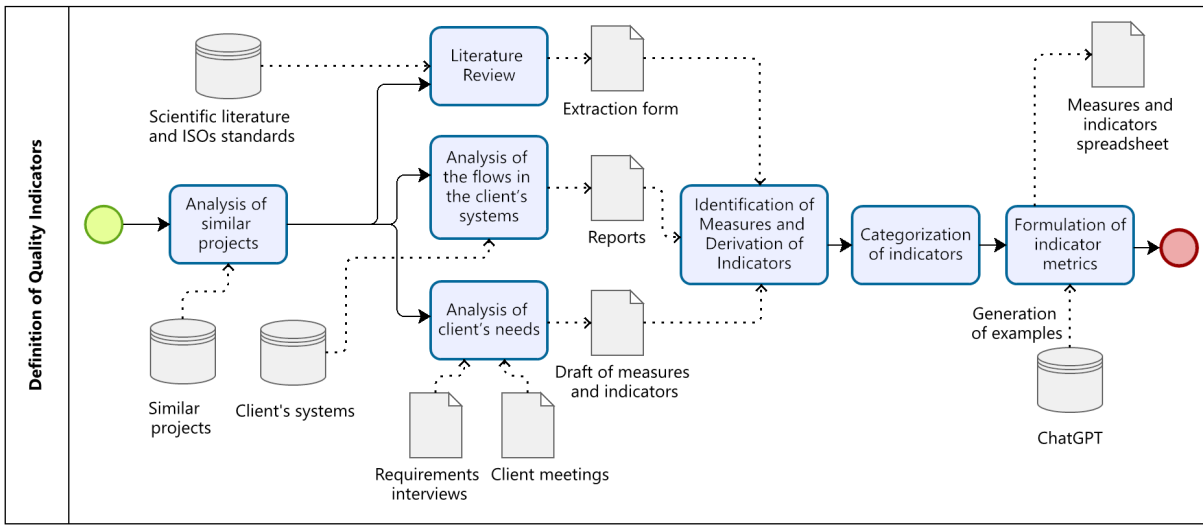 Definition of Quality Indicators
Scientific literature
and ISOs standards
Literature
Review
Extraction form
Measures and
indicators
spreadsheet
Analysis of
similar
projects
Analysis of
the flows in
the client's
systems
Reports
Identification of
Measures and
Derivation of
Indicators
Categorization
of indicators
Formulation of
indicator
metrics
Similar
projects
Client's systems
Analysis of
client's needs
Draft of measures
and indicators
Requirements
interviews
Client meetings
Generation
of examples
ChatGPT